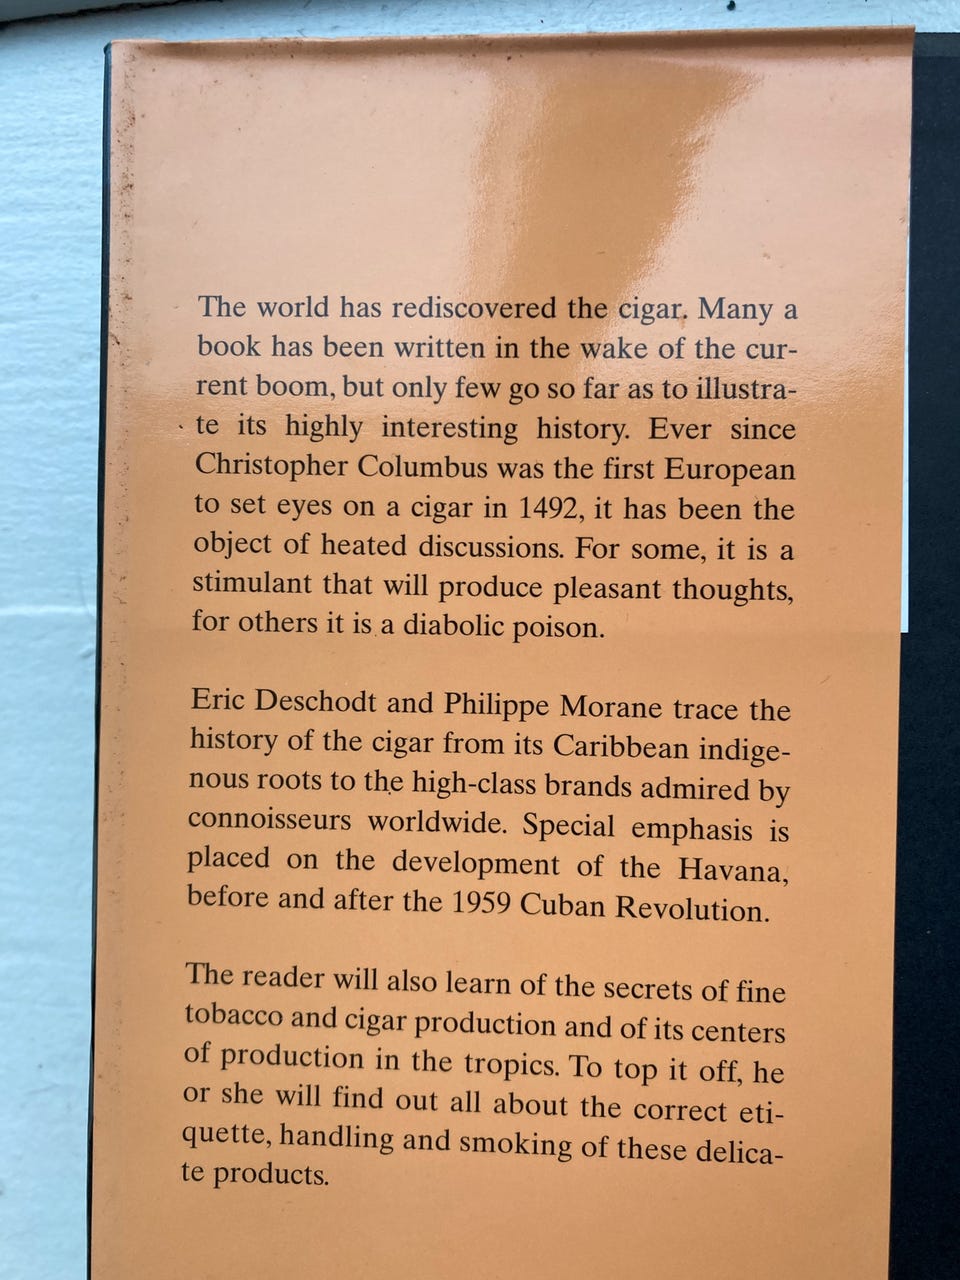 The world has rediscovered the cigar. Many a
book has been written in the wake of the cur-
rent boom, but only few go so far as to illustra-
te its highly interesting history. Ever since
Christopher Columbus was the first European
to set eyes on a cigar in 1492, it has been the
object of heated discussions. For some, it is a
stimulant that will produce pleasant thoughts,
for others it is a diabolic poison.
Eric Deschodt and Philippe Morane trace the
history of the cigar from its Caribbean indige-
nous roots to the high-class brands admired by
connoisseurs worldwide. Special emphasis is
placed on the development of the Havana,
before and after the 1959 Cuban Revolution.
The reader will also learn of the secrets of fine
tobacco and cigar production and of its centers
of production in the tropics. To top it off, he
or she will find out all about the correct eti-
quette, handling and smoking of these delica-
te products.